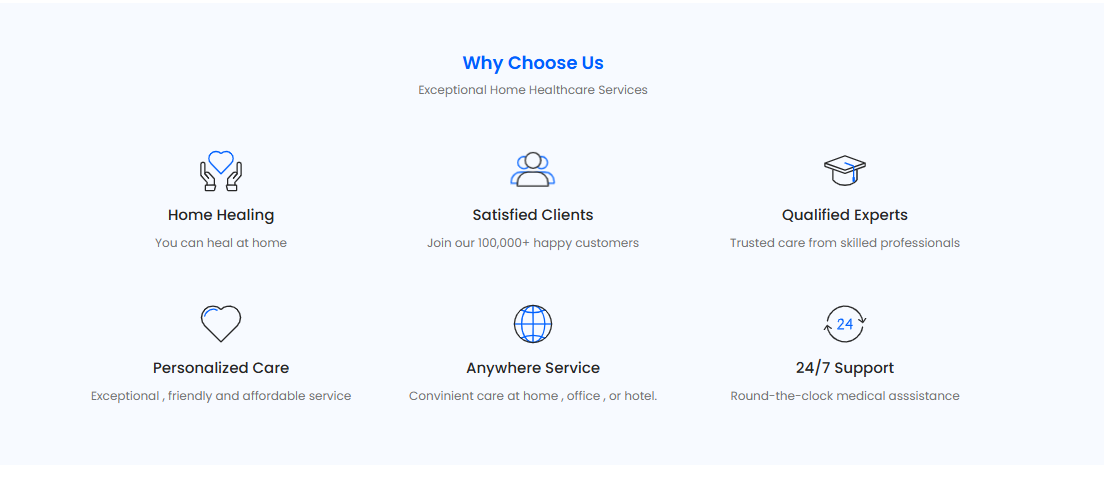 Why Choose Us
Exceptional Home Healthcare Services
Home Healing
Satisfied Clients
Qualified Experts
You can heal at home
Join our 100,000+ happy customers
Trusted care from skilled professionals
24
Personalized Care
Anywhere Service
24/7 Support
Exceptional , friendly and affordable service
Convinient care at home , office , or hotel.
Round-the-clock medical asssistance